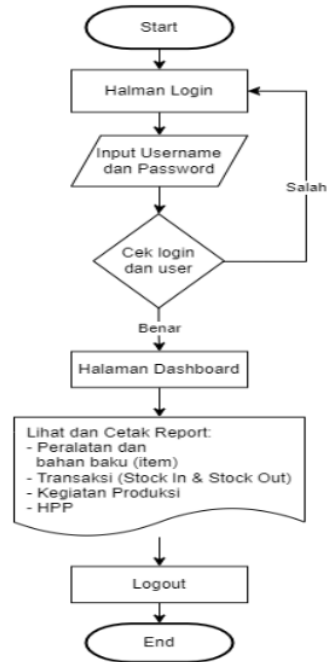 Start
Halman Login
Input Username
dan Password
Salah
Cek login
dan user
Benar
Halaman Dashboard
Lihat dan Cetak Report:
- Peralatan dan
bahan baku (item)
- Transaksi (Stock In & Stock Out)
- Kegiatan Produksi
- HPP
Logout
End